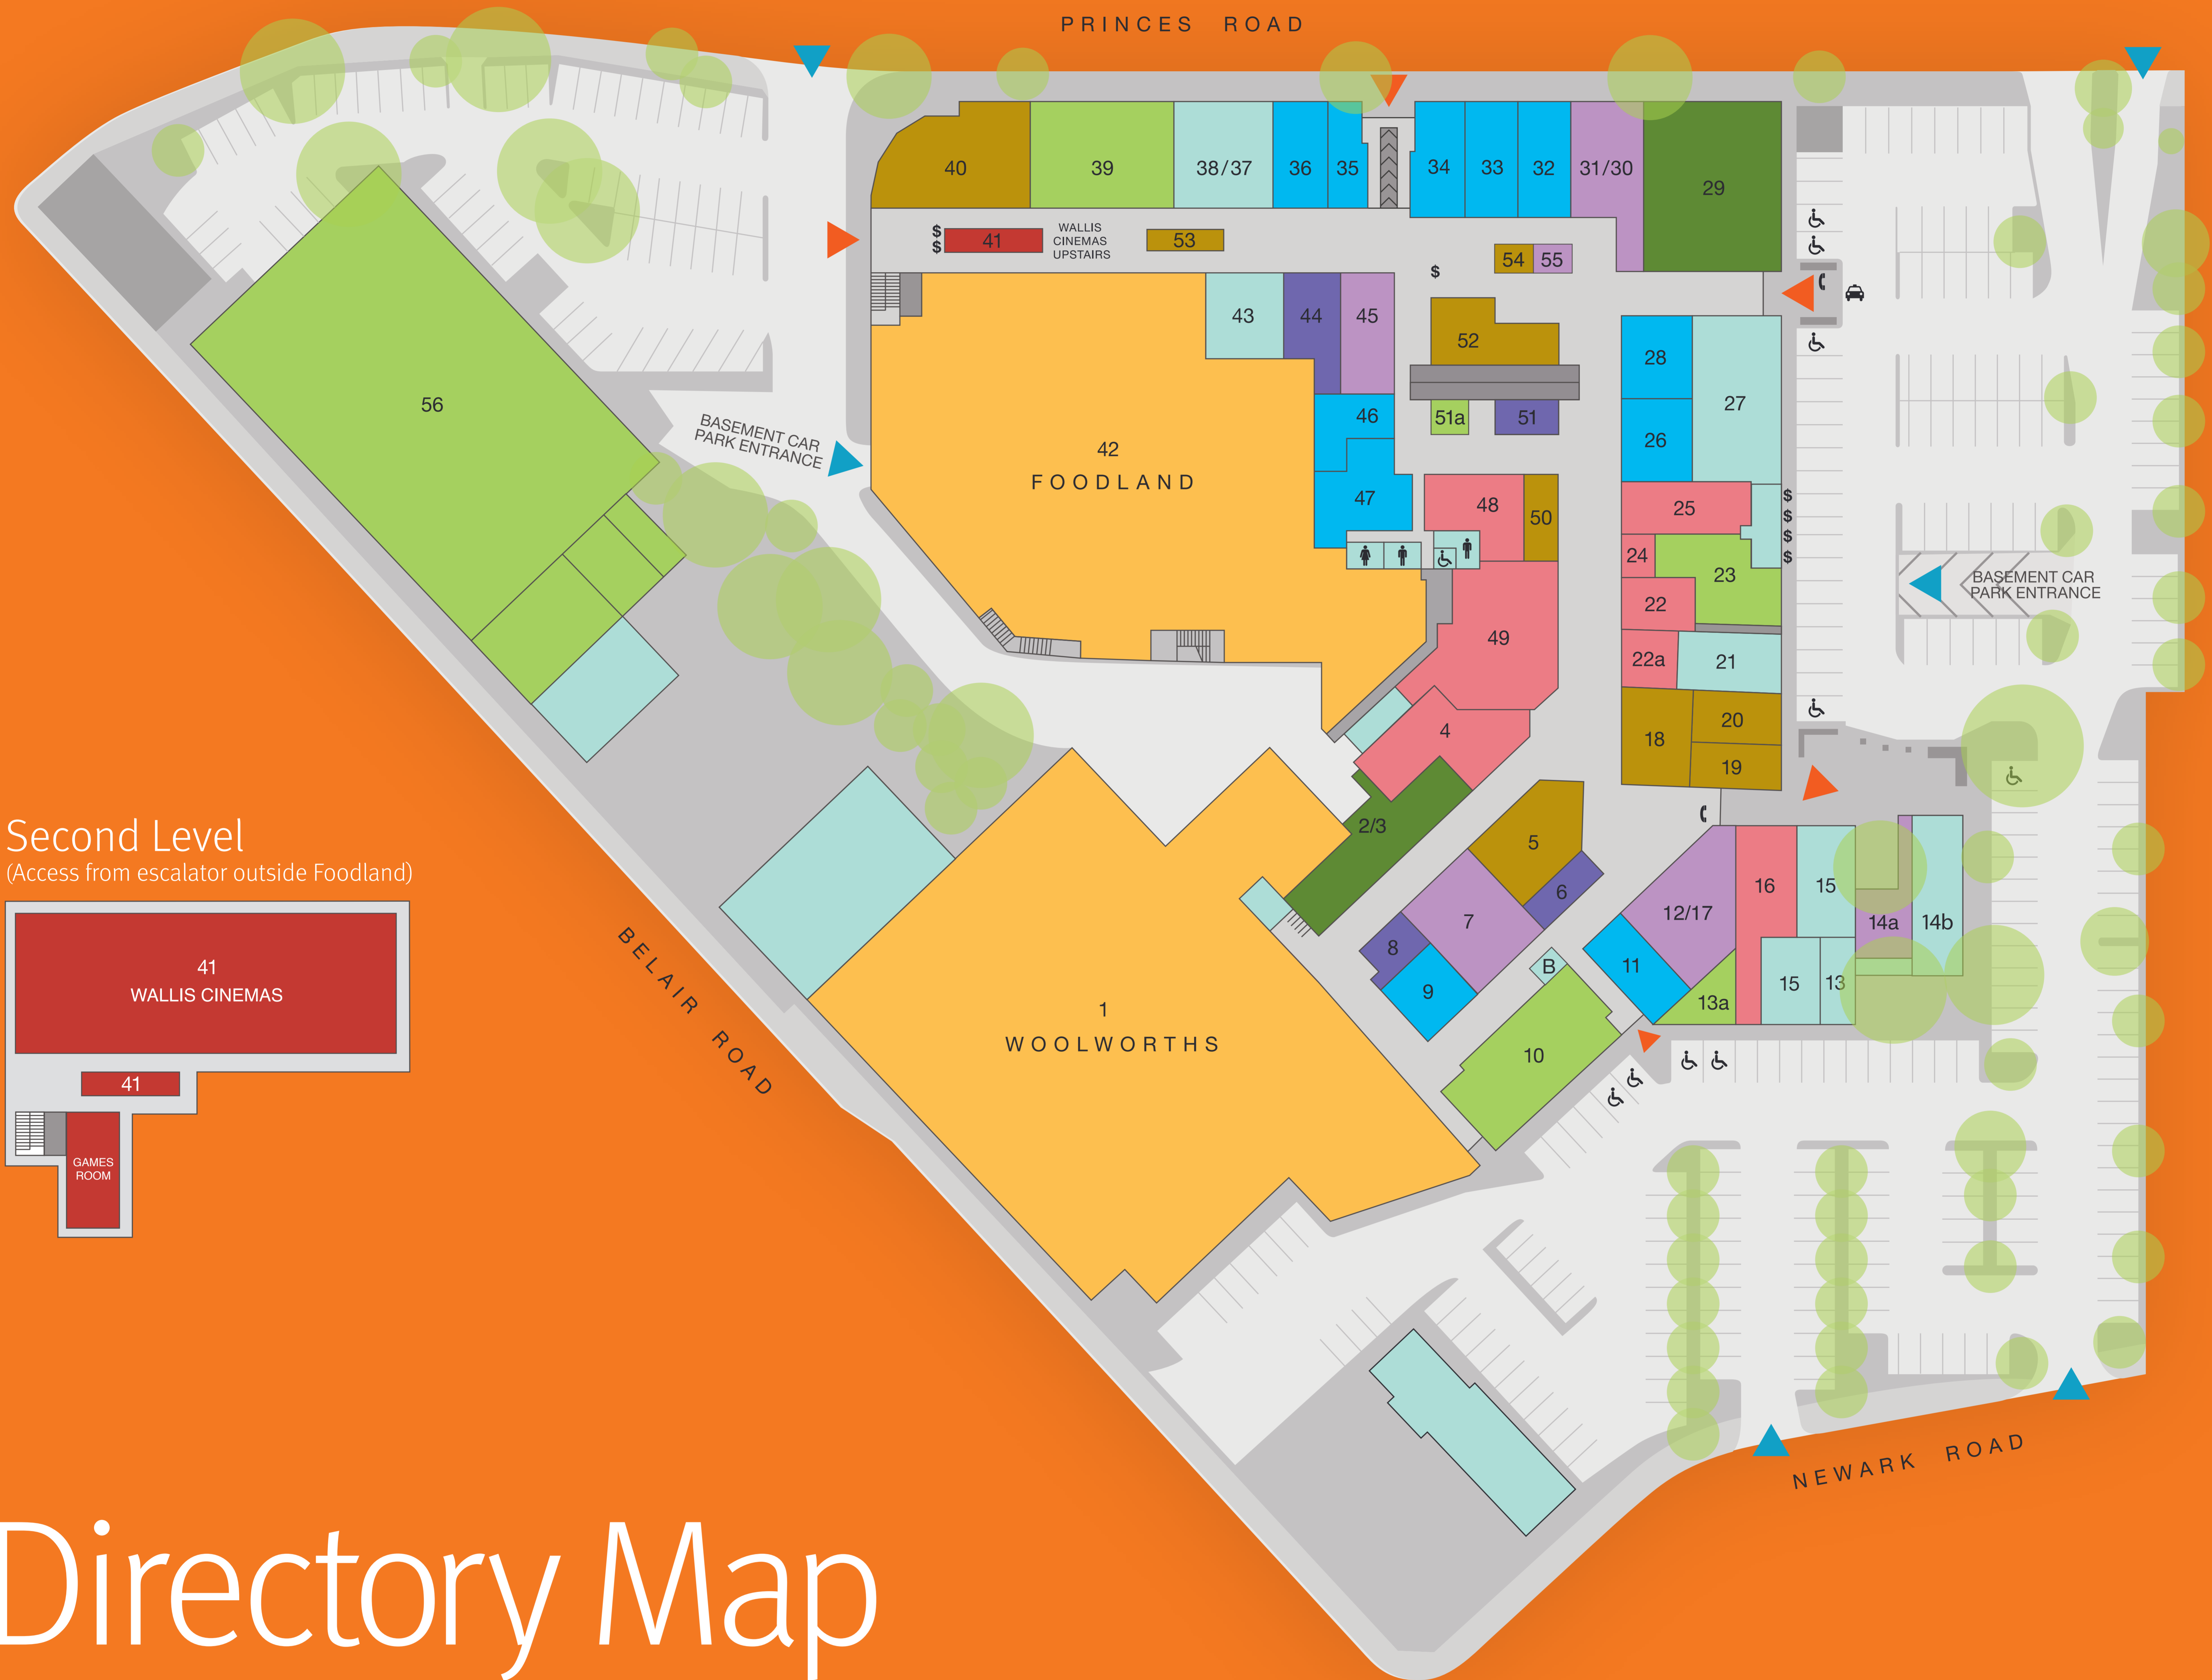 PRINCES ROAD
40
39
38/37
36
35
34
33
32
31/30
29
$
$
41
WALLIS
CINEMAS
UPSTAIRS
53
54
55
$
43
44
45
52
28
27
56
51a
51
46
26
BASEMENT CAR
PARK ENTRANCE
42
FOODLAND
47
48
50
25
$
$
$
$
24
23
BASEMENT CAR
PARK ENTRANCE
22
49
22a
21
4
18
20
19
2/3
5
6
7
8
9
12/17
16
15
14a
14b
11
B
13a
15
13
10
1
WOOLWORTHS
Second Level
(Access from escalator outside Foodland)
41
WALLIS CINEMAS
41
GAMES
ROOM
BELAIR ROAD
NEWARK ROAD
Directory Map